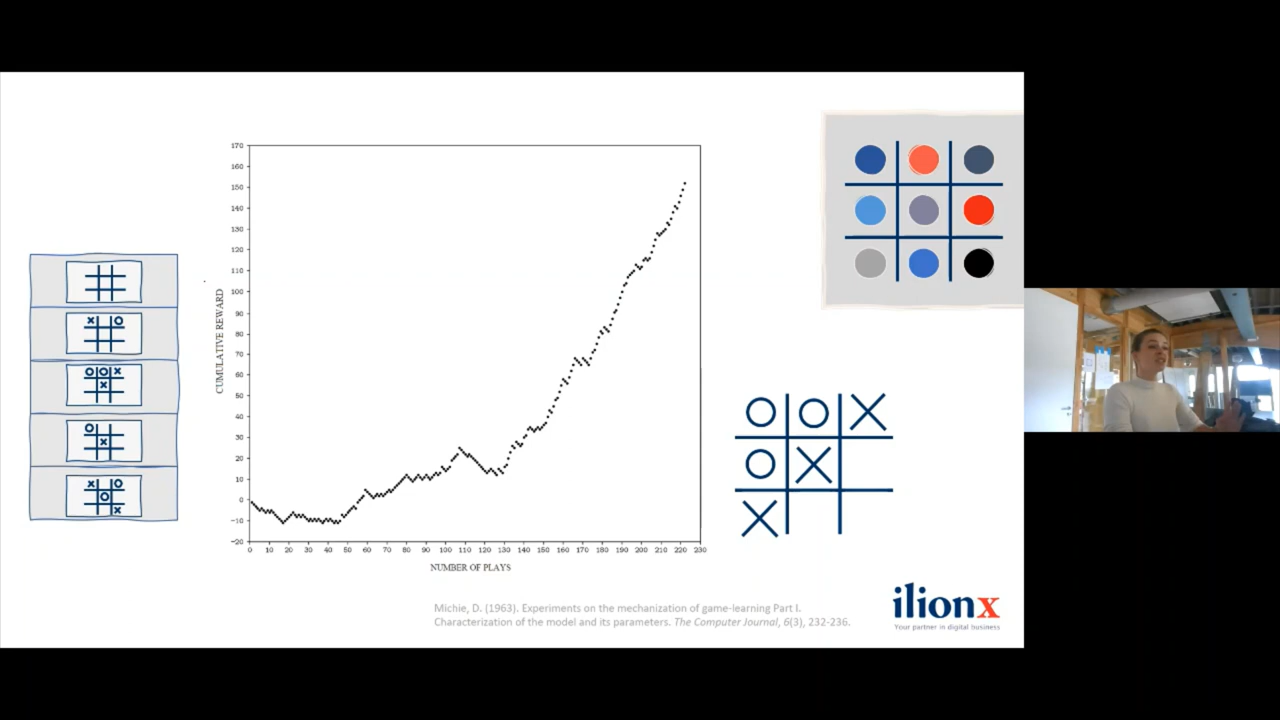 170
160
150
140
130
120
110
100
90
80
70
60
50
40
30
20
10
0
−10
−20
CUMULATIVE REWARD
0 10 20 30 40 50 60 70 80 90 100 110 120 130 140 150 160 170 180 190 200 210 220 230
NUMBER OF PLAYS
X O
O O X
X
O
X
X O
O
X
O O X
O X
X
Michie, D. (1963). Experiments on the mechanization of game-learning Part I.
Characterization of the model and its parameters. The Computer Journal, 6(3), 232-236.
ilionx
Your partner in digital business